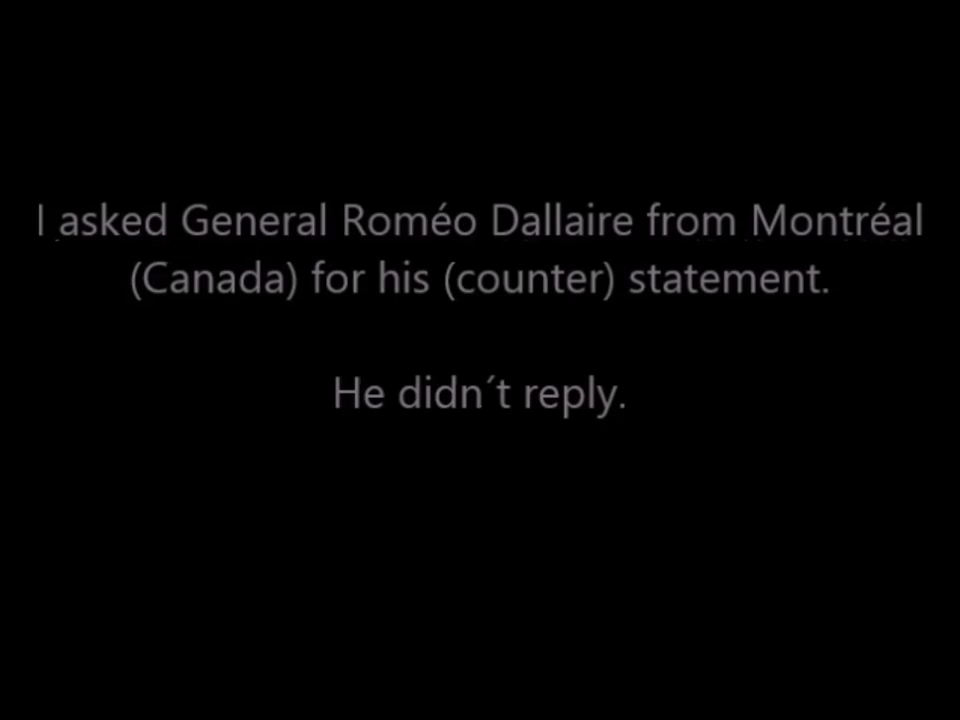 I asked General Roméo Dallaire from Montréal
(Canada) for his (counter) statement.
He didn´t reply.